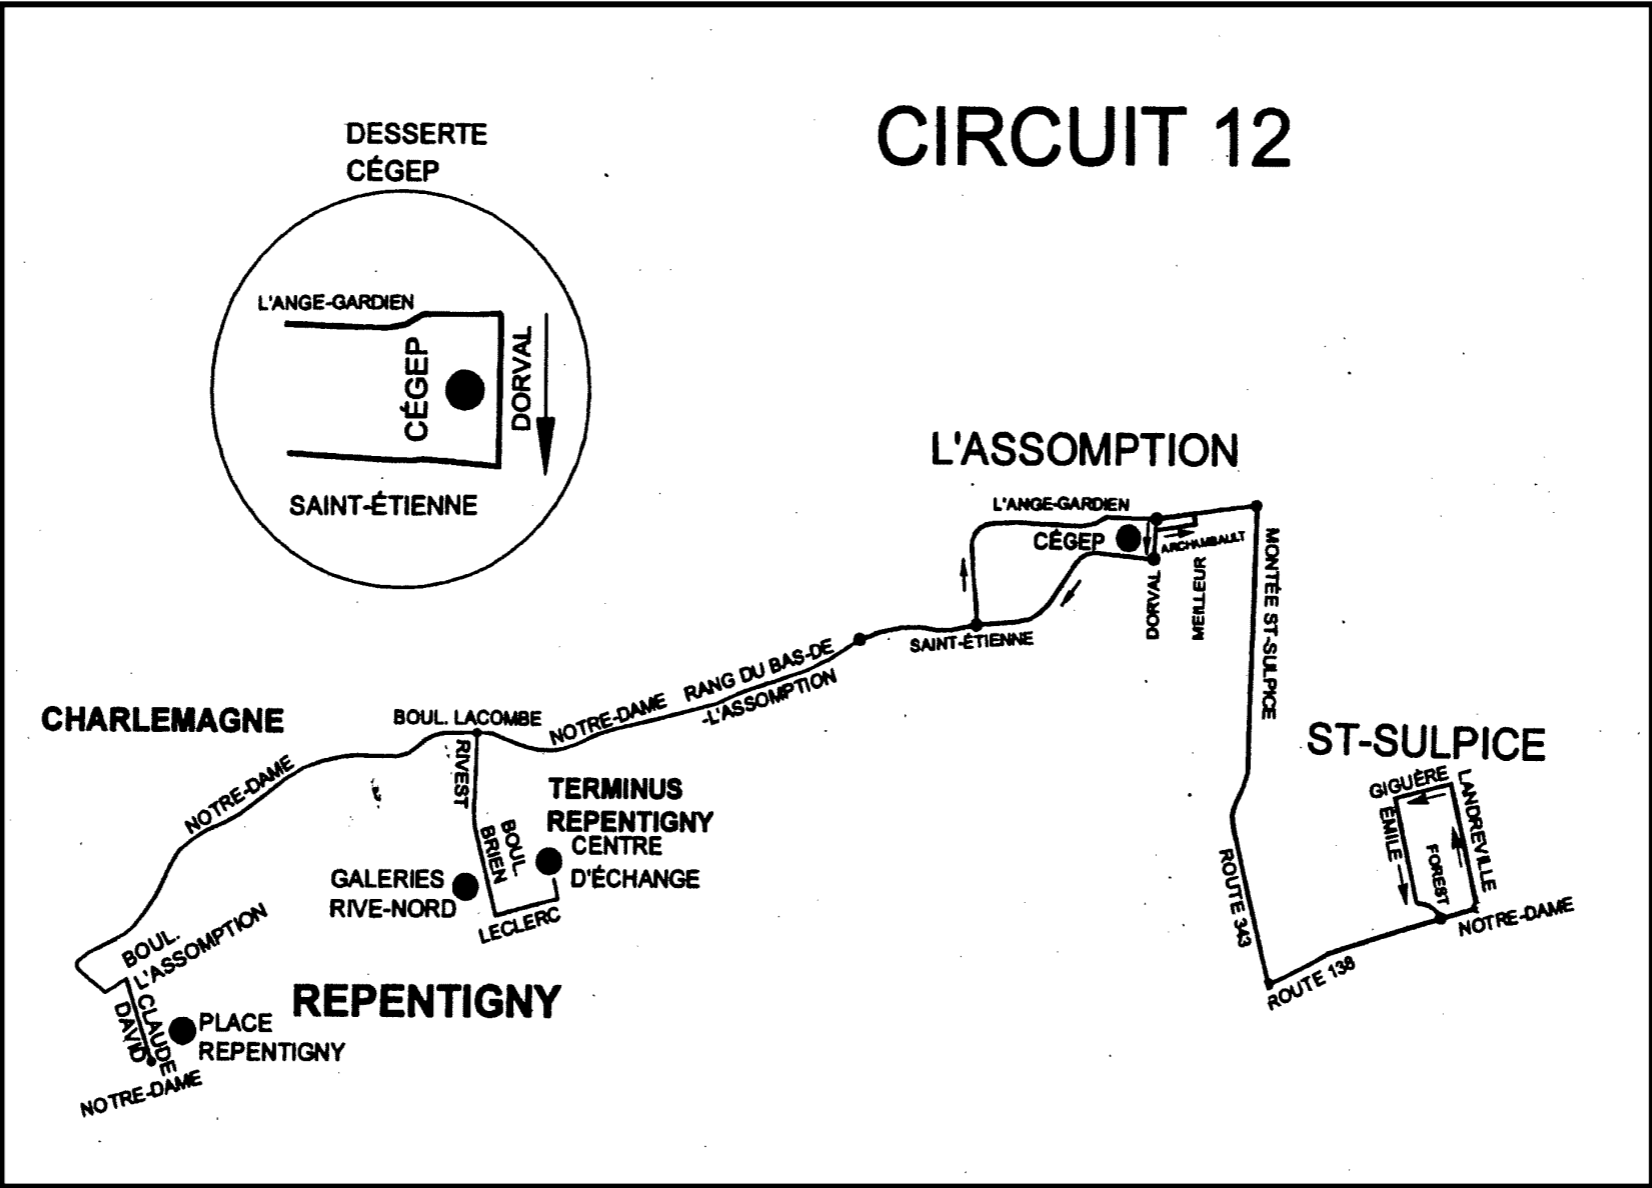 CIRCUIT 12
DESSERTE
CÉGEP
L'ANGE-GARDIEN
CÉGEP
DORVAL
SAINT-ÉTIENNE
L'ASSOMPTION
L'ANGE-GARDIEN
CÉGEP
ARCHAMBAULT
DORVAL
MEILLEUR
MONTÉE ST-SULPICE
SAINT-ÉTIENNE
RANG DU BAS-DE
-L'ASSOMPTION
NOTRE-DAME
BOUL. LACOMBE
CHARLEMAGNE
NOTRE-DAME
RIVEST
TERMINUS
REPENTIGNY
CENTRE
D'ÉCHANGE
BOUL.
BRIEN
GALERIES
RIVE-NORD
LECLERC
ST-SULPICE
GIGUÈRE
LANDREVILLE
ÉMILE
FOREST
NOTRE-DAME
ROUTE 343
ROUTE 138
BOUL.
L'ASSOMPTION
CLAUDE
DAVID
PLACE
REPENTIGNY
NOTRE-DAME
REPENTIGNY